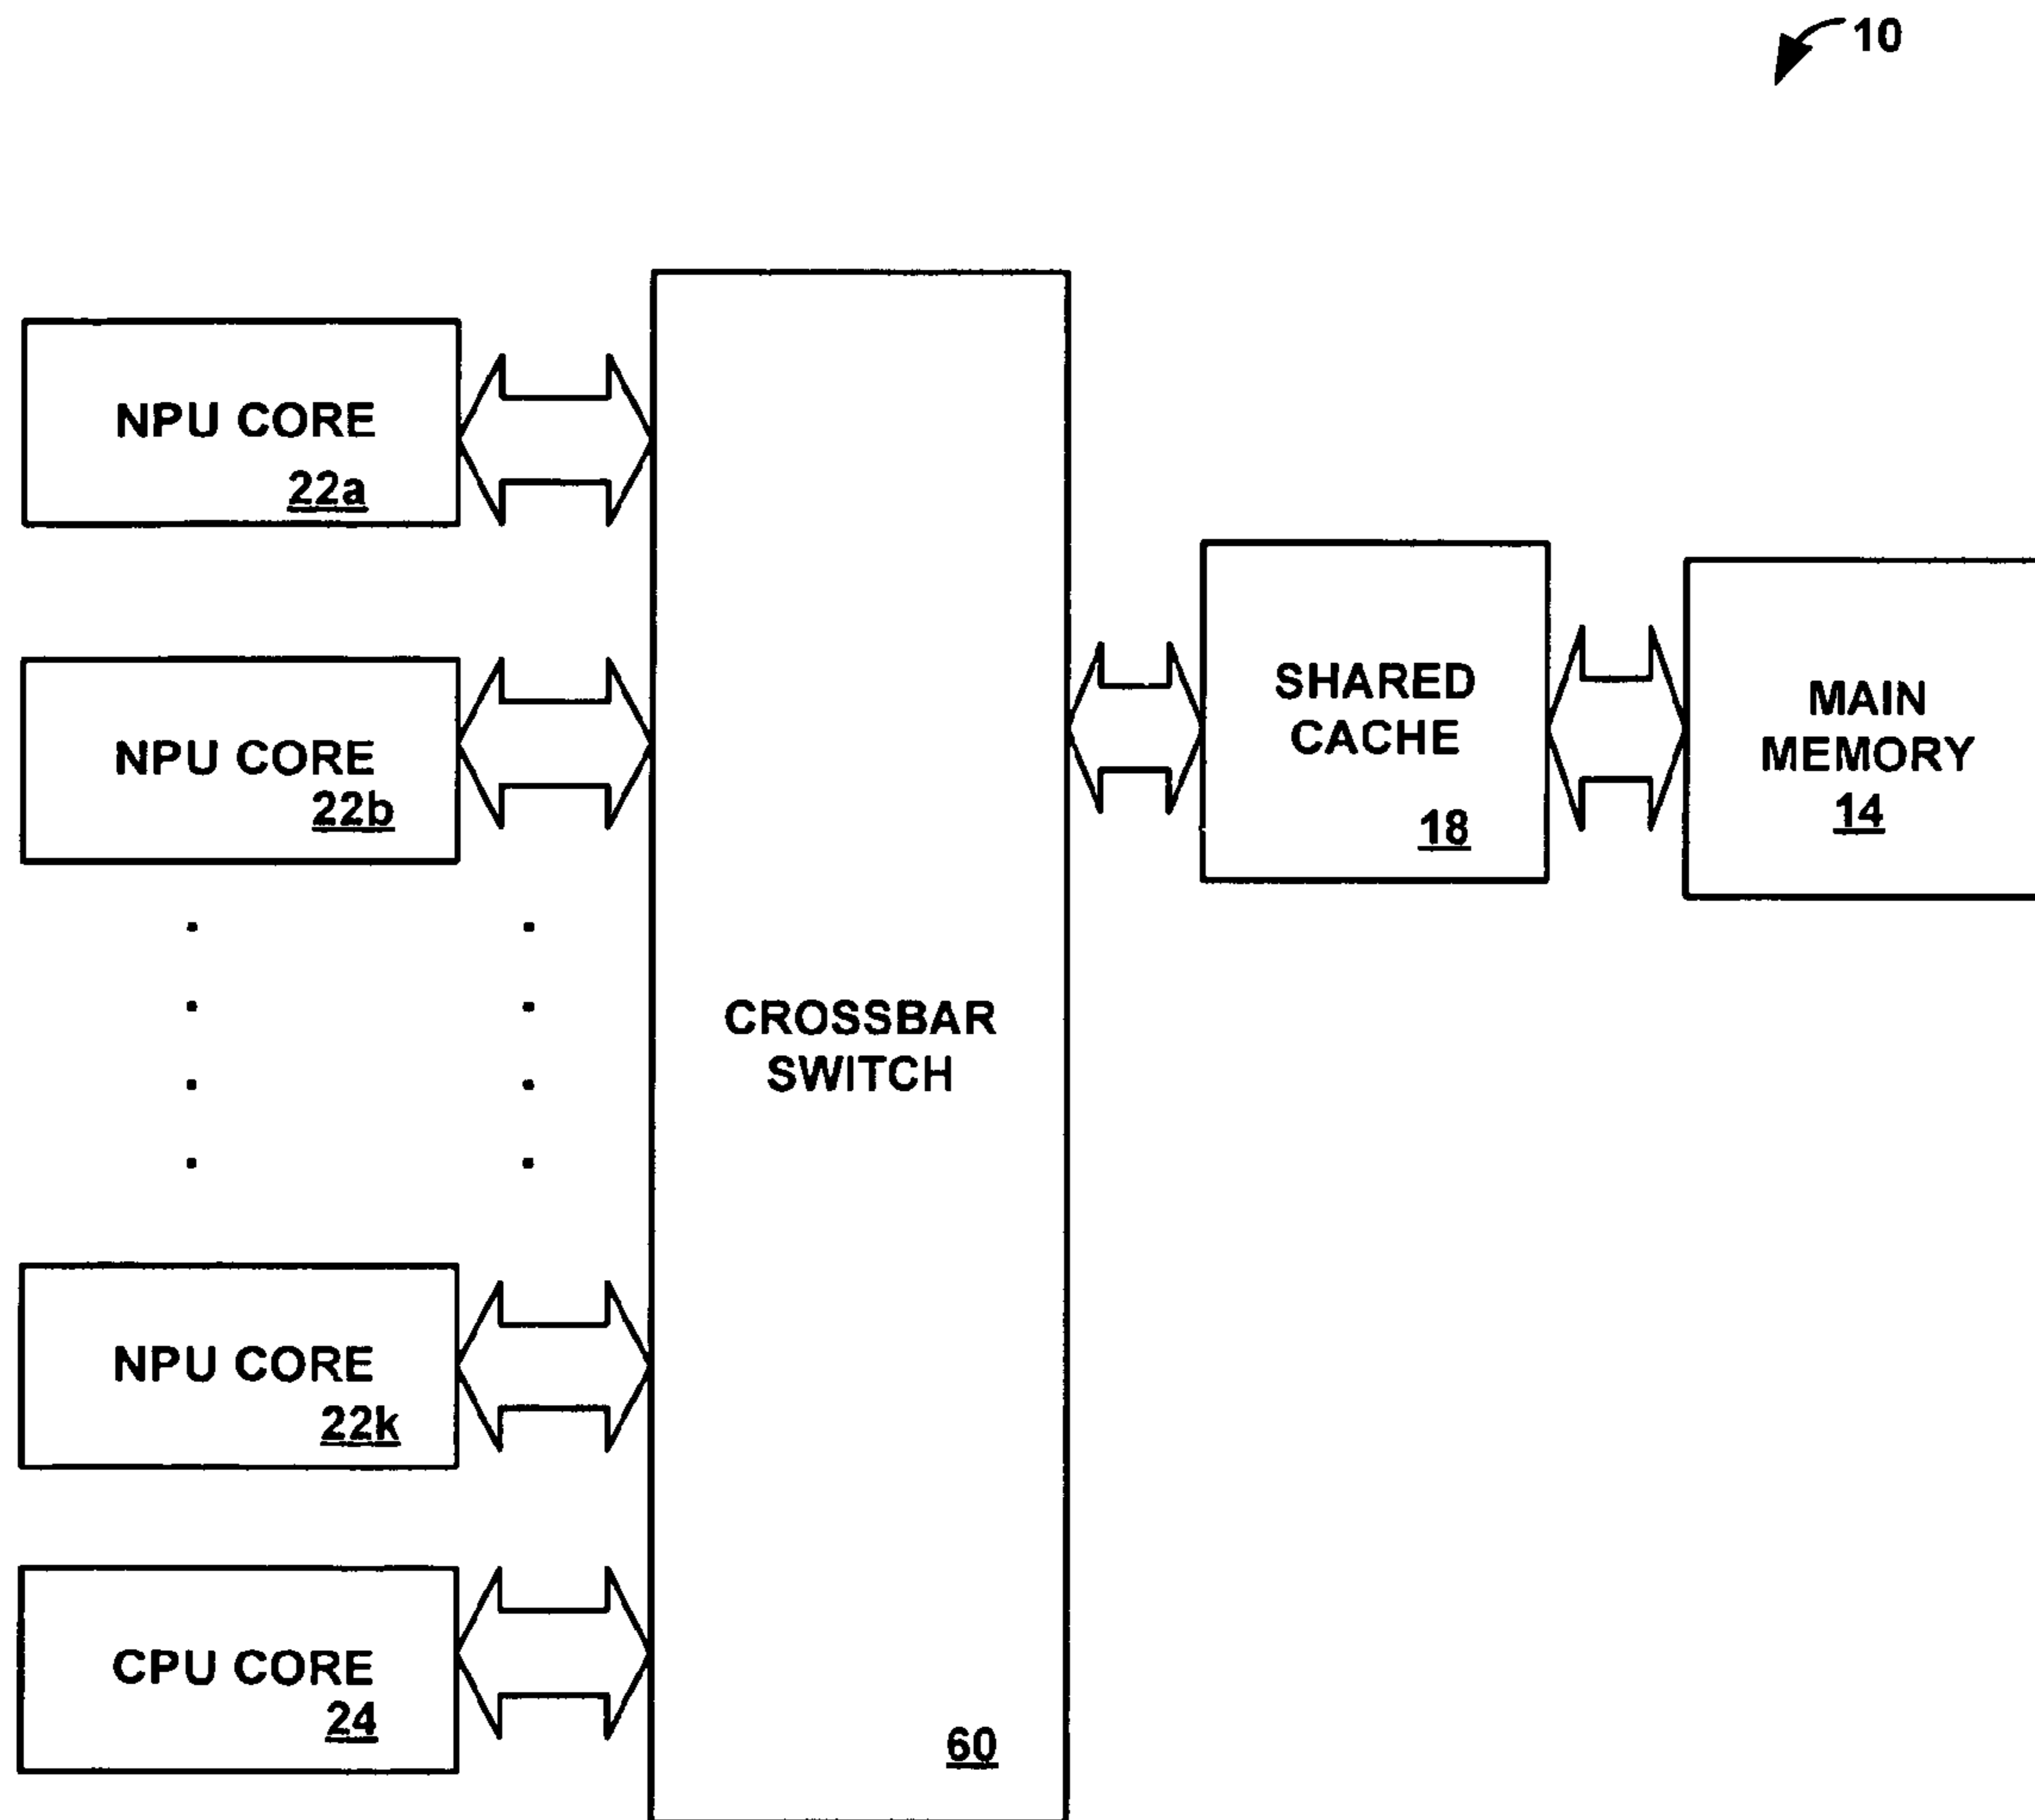 10
NPU CORE
22a
NPU CORE
22b
SHARED
CACHE
18
MAIN
MEMORY
14
CROSSBAR
SWITCH
60
NPU CORE
22k
CPU CORE
24